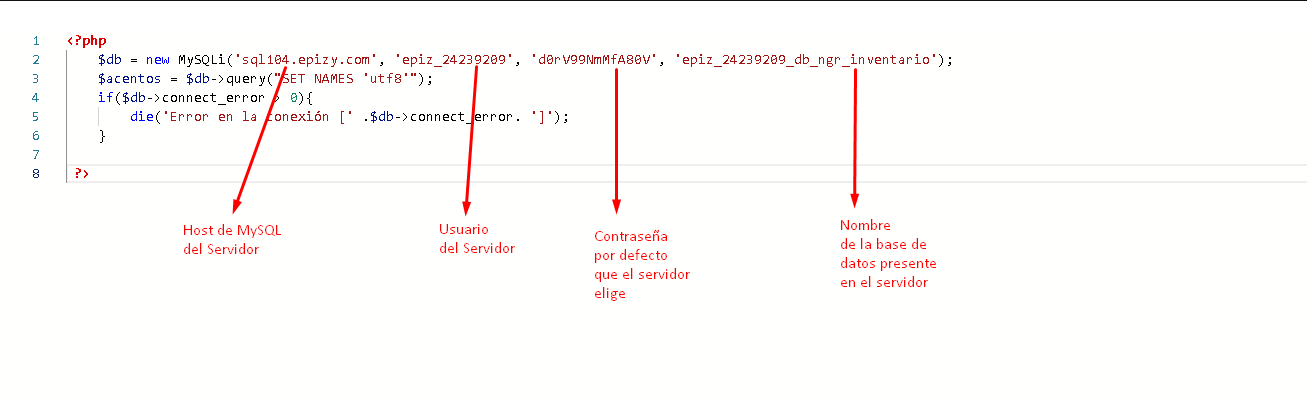 1 <?php
2 $db = new MySQLi('sql104.epizy.com', 'epiz_24239209', 'd0rV99NmMfA80V', 'epiz_24239209_db_ngr_inventario');
3 $acentos = $db->query("SET NAMES 'utf8'");
4 if($db->connect_error > 0){
5 die('Error en la conexión [' .$db->connect_error. ']');
6 }
7
8 ?>
Host de MySQL
del Servidor
Usuario
del Servidor
Contraseña
por defecto
que el servidor
elige
Nombre
de la base de
datos presente
en el servidor